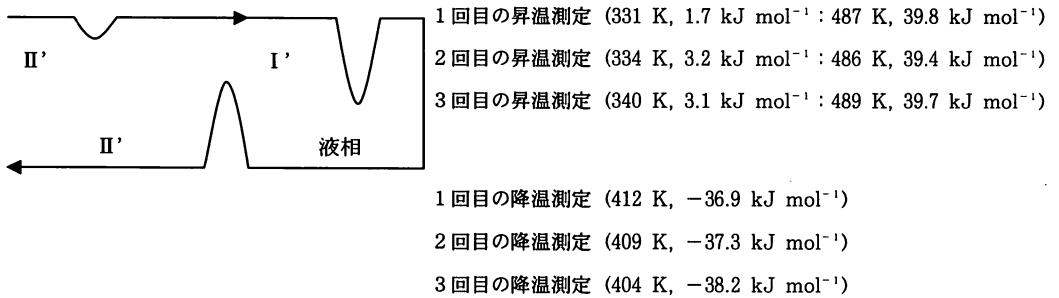 1回目の昇温測定 (331 K, 1.7 kJ mol⁻¹:487 K, 39.8 kJ mol⁻¹)
Ⅱ' Ⅰ'
2回目の昇温測定 (334 K, 3.2 kJ mol⁻¹:486 K, 39.4 kJ mol⁻¹)
3回目の昇温測定 (340 K, 3.1 kJ mol⁻¹:489 K, 39.7 kJ mol⁻¹)
Ⅱ' 液相
1回目の降温測定 (412 K, −36.9 kJ mol⁻¹)
2回目の降温測定 (409 K, −37.3 kJ mol⁻¹)
3回目の降温測定 (404 K, −38.2 kJ mol⁻¹)